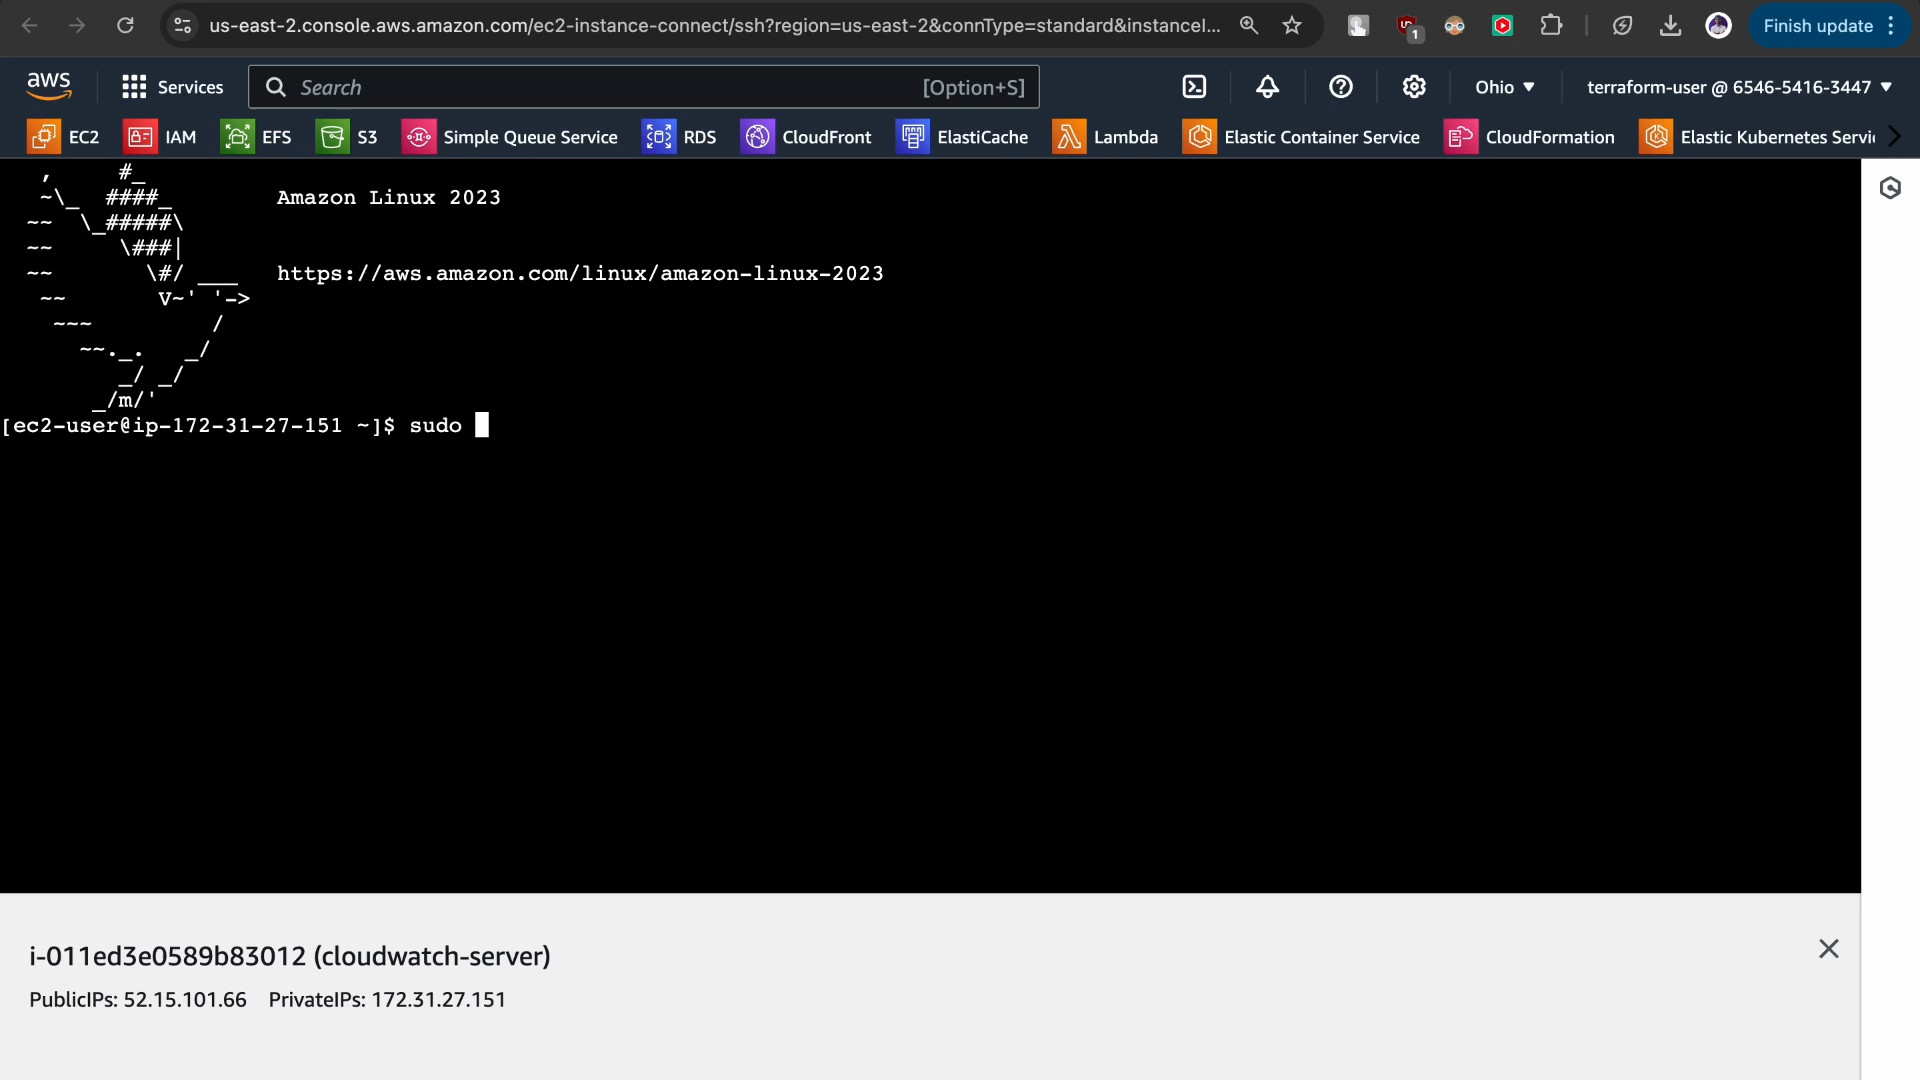 us-east-2.console.aws.amazon.com/ec2-instance-connect/ssh?region=us-east-2&connType=standard&instanceI...
1
Finish update
aws
Services
Search
[Option+S]
Ohio
terraform-user @ 6546-5416-3447
EC2
IAM
EFS
S3
Simple Queue Service
RDS
CloudFront
ElastiCache
Lambda
Elastic Container Service
CloudFormation
Elastic Kubernetes Servi
   ,     #_
   ~\_  ####_        Amazon Linux 2023
  ~~  \_#####\
  ~~     \###|
  ~~       \#/ ___   https://aws.amazon.com/linux/amazon-linux-2023
   ~~       V~' '->
    ~~~         /
      ~~._.   _/
         _/ _/
       _/m/'
[ec2-user@ip-172-31-27-151 ~]$ sudo
i-011ed3e0589b83012 (cloudwatch-server)
PublicIPs: 52.15.101.66    PrivateIPs: 172.31.27.151